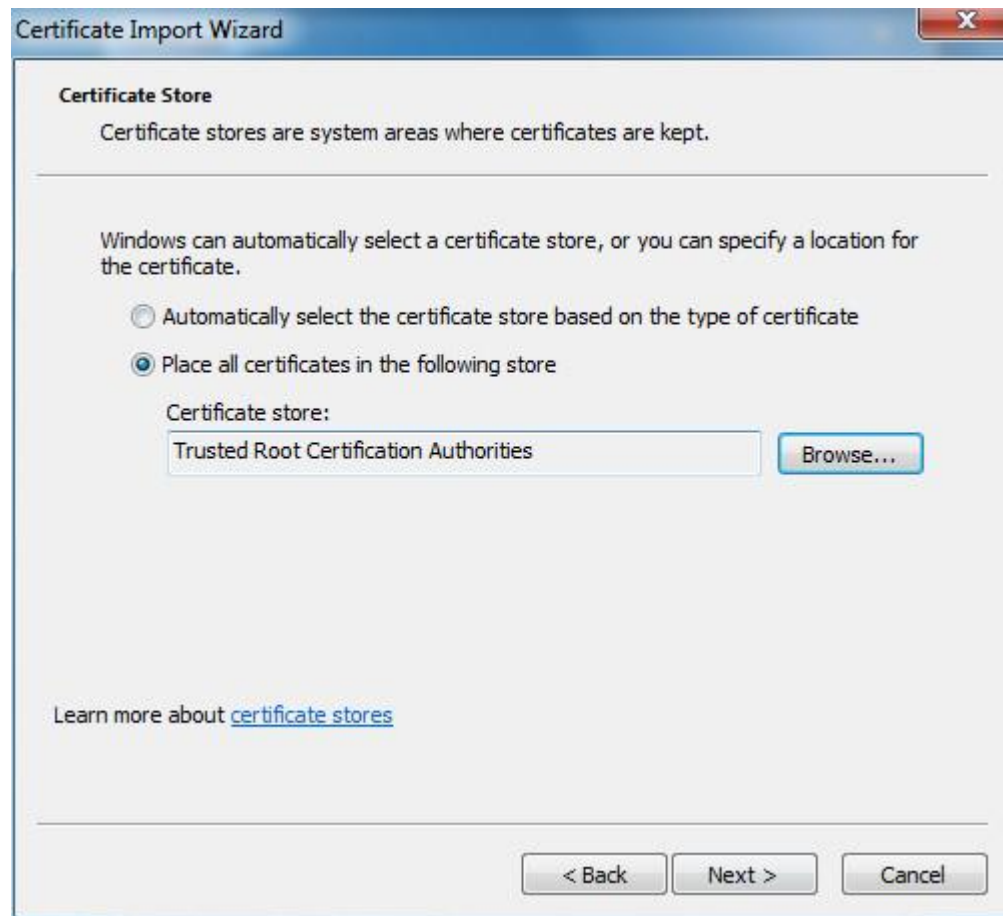 Certificate Import Wizard
Certificate Store
Certificate stores are system areas where certificates are kept.
Windows can automatically select a certificate store, or you can specify a location for
the certificate.
Automatically select the certificate store based on the type of certificate
Place all certificates in the following store
Certificate store:
Trusted Root Certification Authorities
Browse...
Learn more about certificate stores
< Back
Next >
Cancel